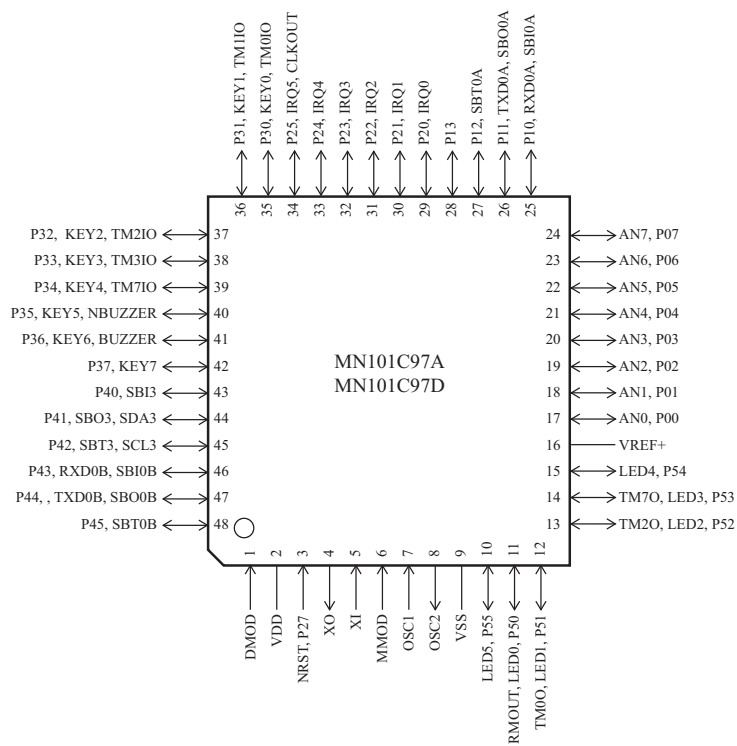 P31, KEY1, TM1IO
P30, KEY0, TM0IO
P25, IRQ5, CLKOUT
P24, IRQ4
P23, IRQ3
P22, IRQ2
P21, IRQ1
P20, IRQ0
P13
P12, SBT0A
P11, TXD0A, SBO0A
P10, RXD0A, SBI0A
36
35
34
33
32
31
30
29
28
27
26
25
P32, KEY2, TM2IO 37
P33, KEY3, TM3IO 38
P34, KEY4, TM7IO 39
P35, KEY5, NBUZZER 40
P36, KEY6, BUZZER 41
P37, KEY7 42
P40, SBI3 43
P41, SBO3, SDA3 44
P42, SBT3, SCL3 45
P43, RXD0B, SBI0B 46
P44, , TXD0B, SBO0B 47
P45, SBT0B 48
MN101C97A
MN101C97D
24 AN7, P07
23 AN6, P06
22 AN5, P05
21 AN4, P04
20 AN3, P03
19 AN2, P02
18 AN1, P01
17 AN0, P00
16 VREF+
15 LED4, P54
14 TM7O, LED3, P53
13 TM2O, LED2, P52
1
2
3
4
5
6
7
8
9
10
11
12
DMOD
VDD
NRST, P27
XO
XI
MMOD
OSC1
OSC2
VSS
LED5, P55
RMOUT, LED0, P50
TM0O, LED1, P51